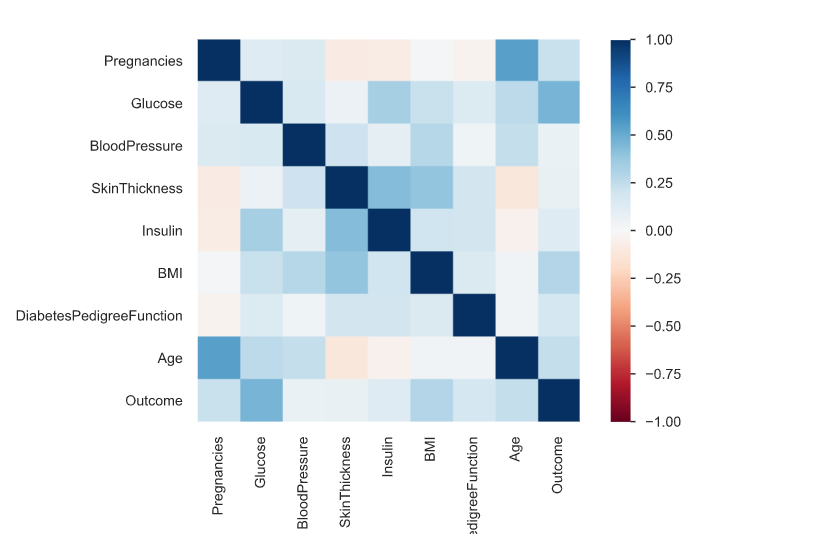 Pregnancies
Glucose
BloodPressure
SkinThickness
Insulin
BMI
DiabetesPedigreeFunction
Age
Outcome
Pregnancies
Glucose
BloodPressure
SkinThickness
Insulin
BMI
edigreeFunction
Age
Outcome
1.00
0.75
0.50
0.25
0.00
−0.25
−0.50
−0.75
−1.00